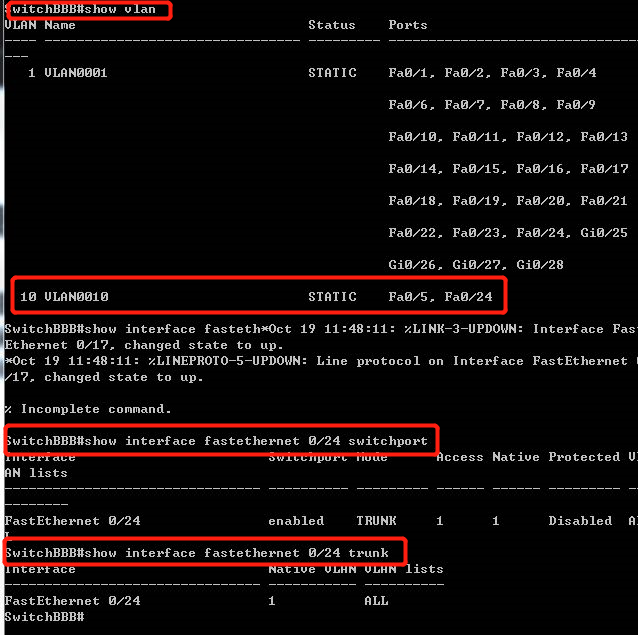 SwitchBBB#show vlan
VLAN Name Status Ports
---- -------------------------------- --------- -------------------------------
---
1 VLAN0001 STATIC Fa0/1, Fa0/2, Fa0/3, Fa0/4
Fa0/6, Fa0/7, Fa0/8, Fa0/9
Fa0/10, Fa0/11, Fa0/12, Fa0/13
Fa0/14, Fa0/15, Fa0/16, Fa0/17
Fa0/18, Fa0/19, Fa0/20, Fa0/21
Fa0/22, Fa0/23, Fa0/24, Gi0/25
Gi0/26, Gi0/27, Gi0/28
10 VLAN0010 STATIC Fa0/5, Fa0/24
SwitchBBB#show interface fasteth*Oct 19 11:48:11: %LINK-3-UPDOWN: Interface Fas
Ethernet 0/17, changed state to up.
*Oct 19 11:48:11: %LINEPROTO-5-UPDOWN: Line protocol on Interface FastEthernet 0
/17, changed state to up.
% Incomplete command.
SwitchBBB#show interface fastethernet 0/24 switchport
Interface Switchport Mode Access Native Protected V
AN lists
-------------------------------- ---------- --------- ------ ------ --------- --
--------
FastEthernet 0/24 enabled TRUNK 1 1 Disabled A
L
SwitchBBB#show interface fastethernet 0/24 trunk
Interface Native VLAN VLAN lists
-------------------------------- ----------- ----------
FastEthernet 0/24 1 ALL
SwitchBBB#